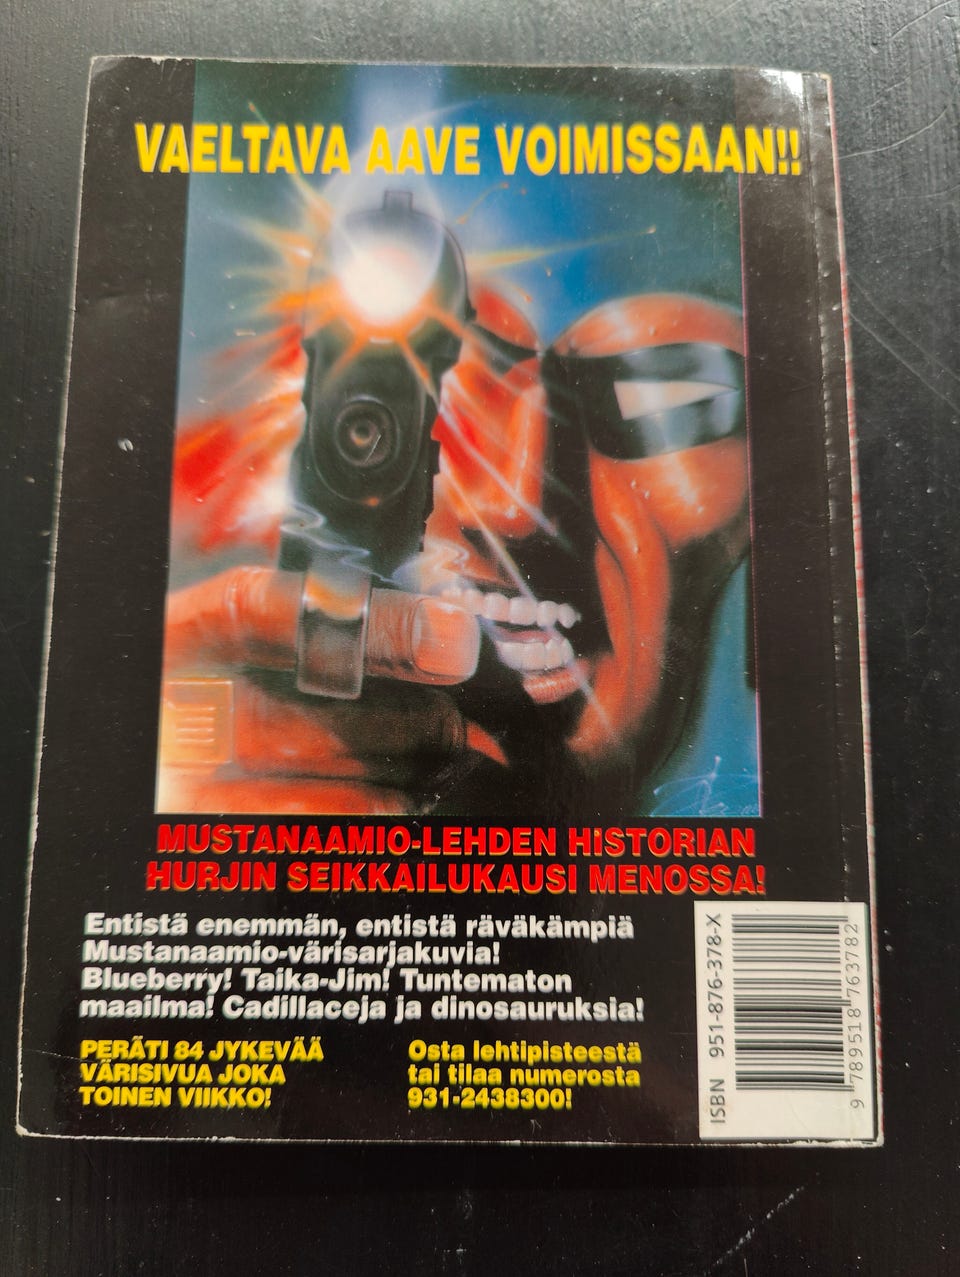 VAELTAVA AAVE VOIMISSAAN!!
MUSTANAAMIO-LEHDEN HISTORIAN
HURJIN SEIKKAILUKAUSI MENOSSA!
Entistä enemmän, entistä räväkämpiä
Mustanaamio-värisarjakuvia!
Blueberry! Taika-Jim! Tuntematon
maailma! Cadillaceja ja dinosauruksia!
PERÄTI 84 JYKEVÄÄ
VÄRISIVUA JOKA
TOINEN VIIKKO!
Osta lehtipisteestä
tai tilaa numerosta
931-2438300!
ISBN 951-876-378-X
9 789518 763782